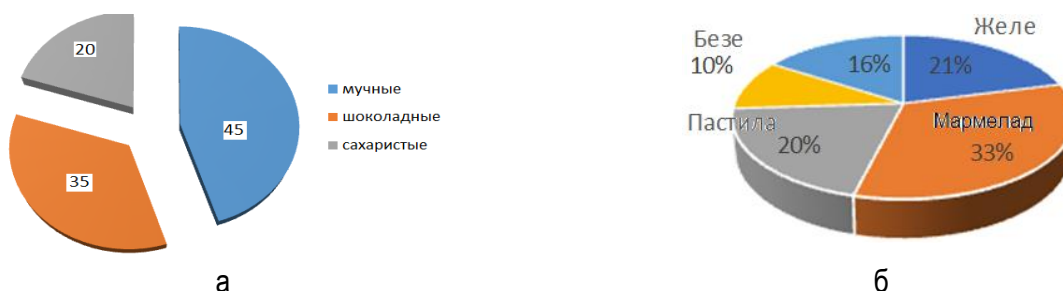 20
45
35
мучные
шоколадные
сахаристые
а
Желе
Безе
10%
16%
21%
Пастила
20%
Мармелад
33%
б